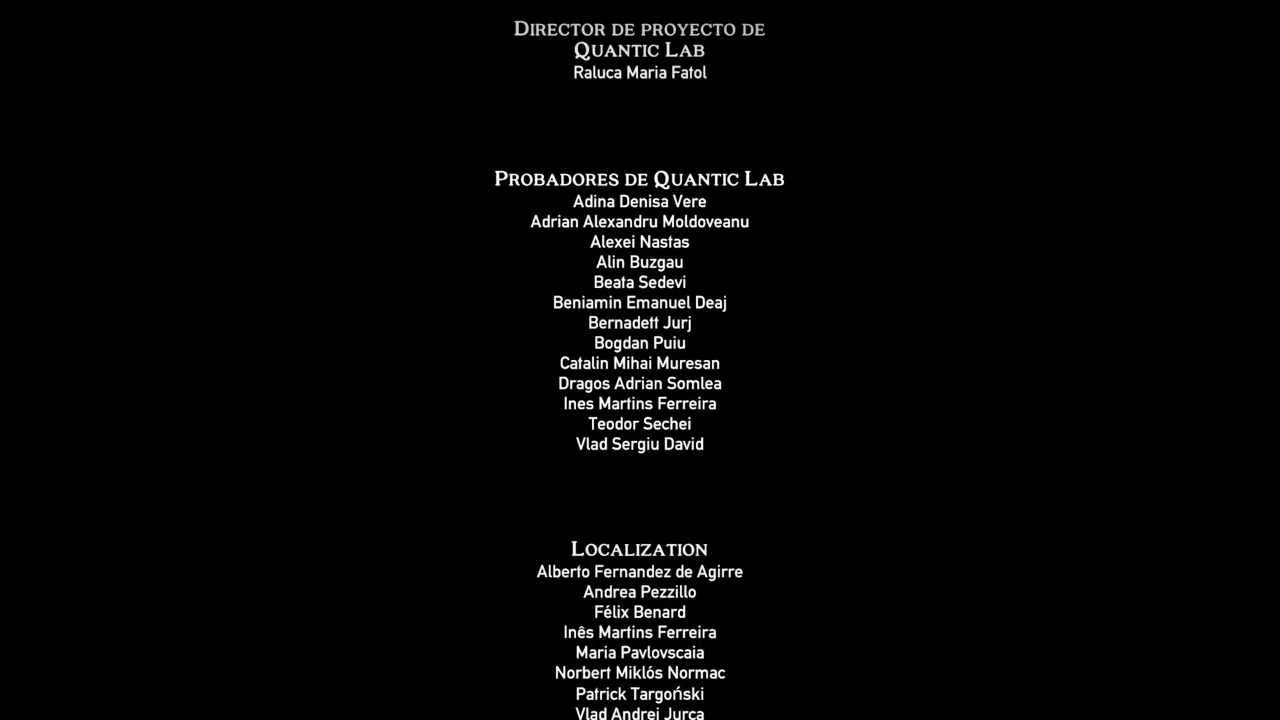 Director de proyecto de
Quantic Lab
Raluca Maria Fatol
Probadores de Quantic Lab
Adina Denisa Vere
Adrian Alexandru Moldoveanu
Alexei Nastas
Alin Buzgau
Beata Sedevi
Beniamin Emanuel Deaj
Bernadett Jurj
Bogdan Puiu
Catalin Mihai Muresan
Dragos Adrian Somlea
Ines Martins Ferreira
Teodor Sechei
Vlad Sergiu David
Localization
Alberto Fernandez de Agirre
Andrea Pezzillo
Félix Benard
Inês Martins Ferreira
Maria Pavlovscaia
Norbert Miklós Normac
Patrick Targoński
Vlad Andrei Jurca